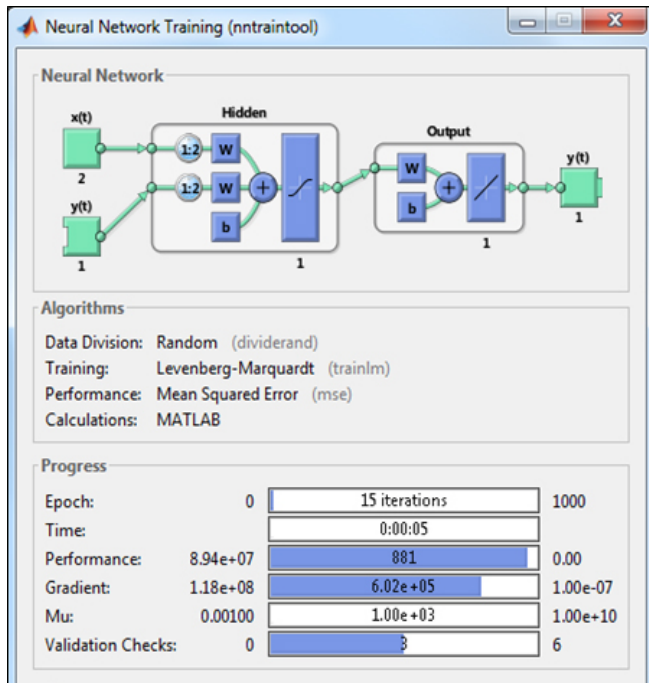 Neural Network Training (nntraintool)
Neural Network
x(t)
2
y(t)
1
Hidden
1:2
W
1:2
W
+
b
1
Output
W
+
b
1
y(t)
1
Algorithms
Data Division: Random (dividerand)
Training: Levenberg-Marquardt (trainlm)
Performance: Mean Squared Error (mse)
Calculations: MATLAB
Progress
Epoch: 0 15 iterations 1000
Time: 0:00:05
Performance: 8.94e+07 881 0.00
Gradient: 1.18e+08 6.02e+05 1.00e-07
Mu: 0.00100 1.00e+03 1.00e+10
Validation Checks: 0 3 6